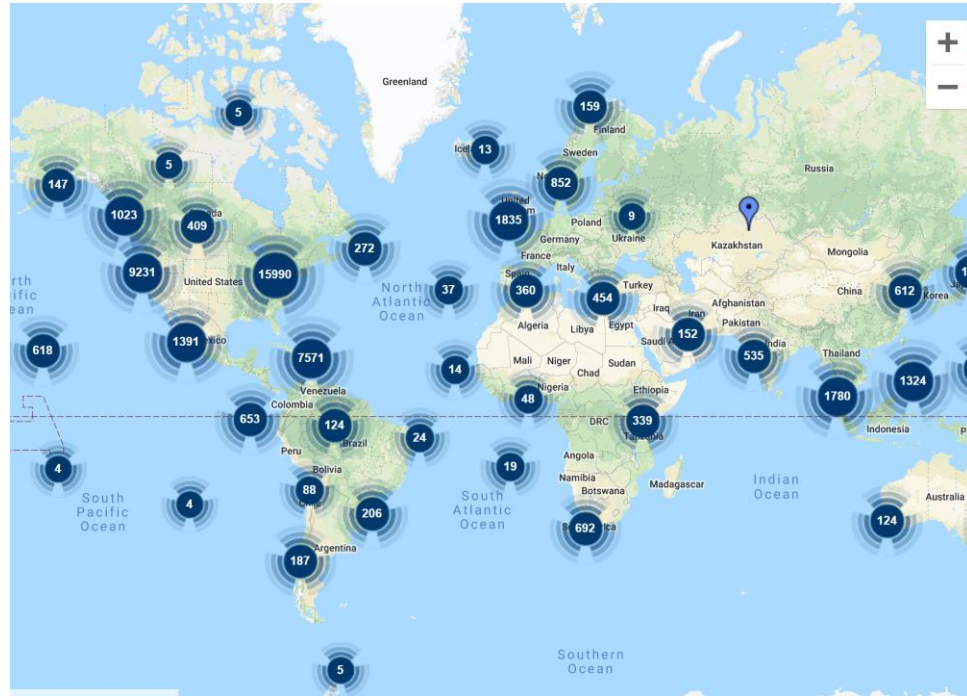 Greenland
5
159
Finland
13
5
Sweden
Russia
147
852
1023
1835
9
409
Poland
Germany
Ukraine
Kazakhstan
Mongolia
272
France
9231
15990
United States
Italy
Spain
Turkey
China
612
Korea
North
Atlantic
Ocean
37
360
454
Afghanistan
Iraq
Iran
Pakistan
Algeria
Libya
Egypt
152
618
1391
7571
535
Thailand
Mali
Niger
Chad
Sudan
14
Venezuela
Nigeria
Ethiopia
1780
1324
Colombia
48
653
124
Brazil
DRC
339
Tanzania
Indonesia
24
Peru
Angola
4
Bolivia
19
Namibia
Botswana
Madagascar
Indian
Ocean
South
Pacific
Ocean
4
88
206
South
Atlantic
Ocean
Australia
692
124
Argentina
187
Southern
Ocean
5